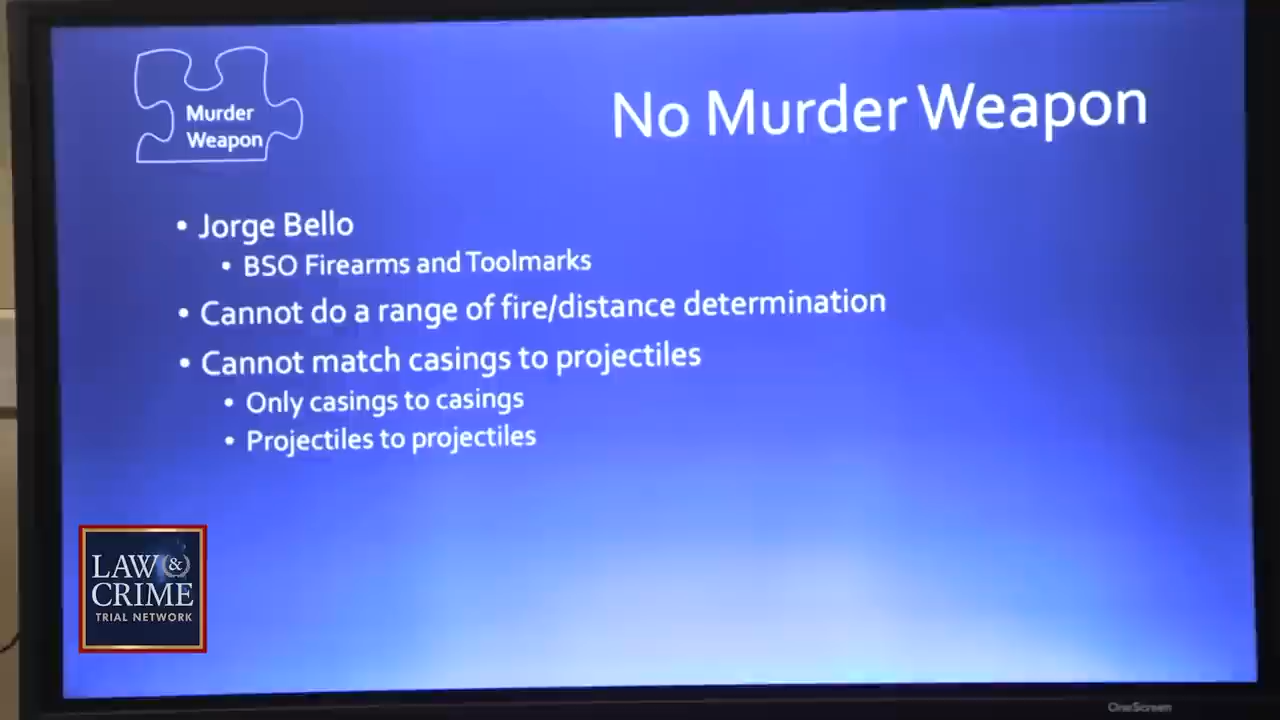 Murder
Weapon
No Murder Weapon
• Jorge Bello
• BSO Firearms and Toolmarks
• Cannot do a range of fire/distance determination
• Cannot match casings to projectiles
• Only casings to casings
• Projectiles to projectiles
LAW &
CRIME
TRIAL NETWORK
OneScreen